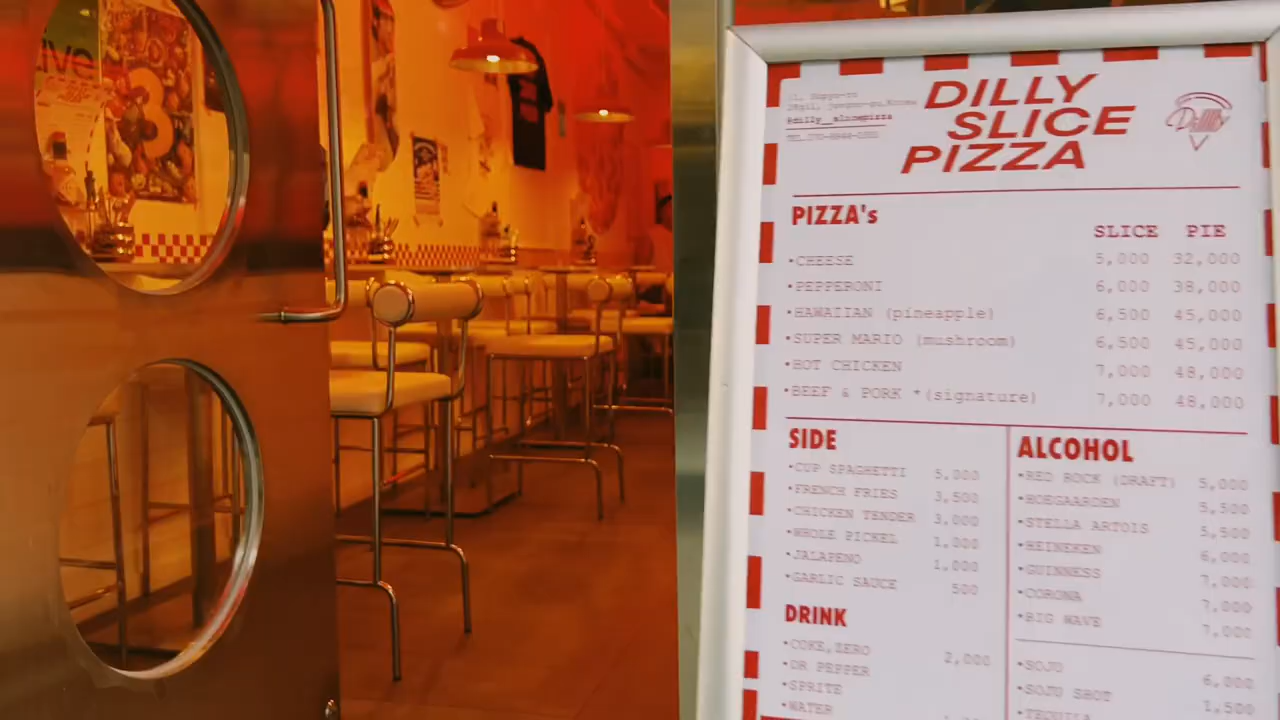 ive
DILLY
SLICE
PIZZA
@dilly__slicepizza
Dilly
PIZZA's
SLICE PIE
•CHEESE 5,000 32,000
•PEPPERONI 6,000 38,000
•HAWAIIAN (pineapple) 6,500 45,000
•SUPER MARIO (mushroom) 6,500 45,000
•HOT CHICKEN 7,000 48,000
•BEEF & PORK *(signature) 7,000 48,000
SIDE
•CUP SPAGHETTI 5,000
•FRENCH FRIES 3,500
•CHICKEN TENDER 3,000
•WHOLE PICKEL 1,000
•JALAPENO 1,000
•GARLIC SAUCE 500
DRINK
•COKE,ZERO 2,000
•DR PEPPER
•SPRITE
•WATER
ALCOHOL
•RED ROCK (DRAFT) 5,000
•HOEGAARDEN 5,500
•STELLA ARTOIS 5,500
•HEINEKEN 6,000
•GUINNESS 7,000
•CORONA 7,000
•BIG WAVE 7,000
•SOJU 6,000
•SOJU SHOT 1,500
•TEQUILA